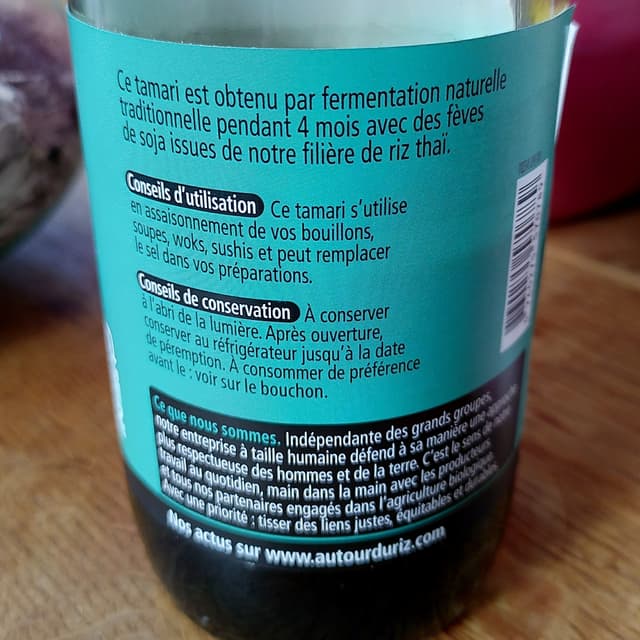 Ce tamari est obtenu par fermentation naturelle
traditionnelle pendant 4 mois avec des fèves
de soja issues de notre filière de riz thaï.
Conseils d'utilisation Ce tamari s'utilise
en assaisonnement de vos bouillons,
soupes, woks, sushis et peut remplacer
le sel dans vos préparations.
Conseils de conservation À conserver
à l'abri de la lumière. Après ouverture,
conserver au réfrigérateur jusqu'à la date
de péremption. À consommer de préférence
avant le : voir sur le bouchon.
Ce que nous sommes. Indépendante des grands groupes,
notre entreprise à taille humaine défend à sa manière une
plus respectueuse des hommes et de la terre. C'est le sens de notre
travail au quotidien, main dans la main avec les producteurs
et tous nos partenaires engagés dans l'agriculture biologique.
Avec une priorité : tisser des liens justes, équitables et durables.
Nos actus sur www.autourduriz.com